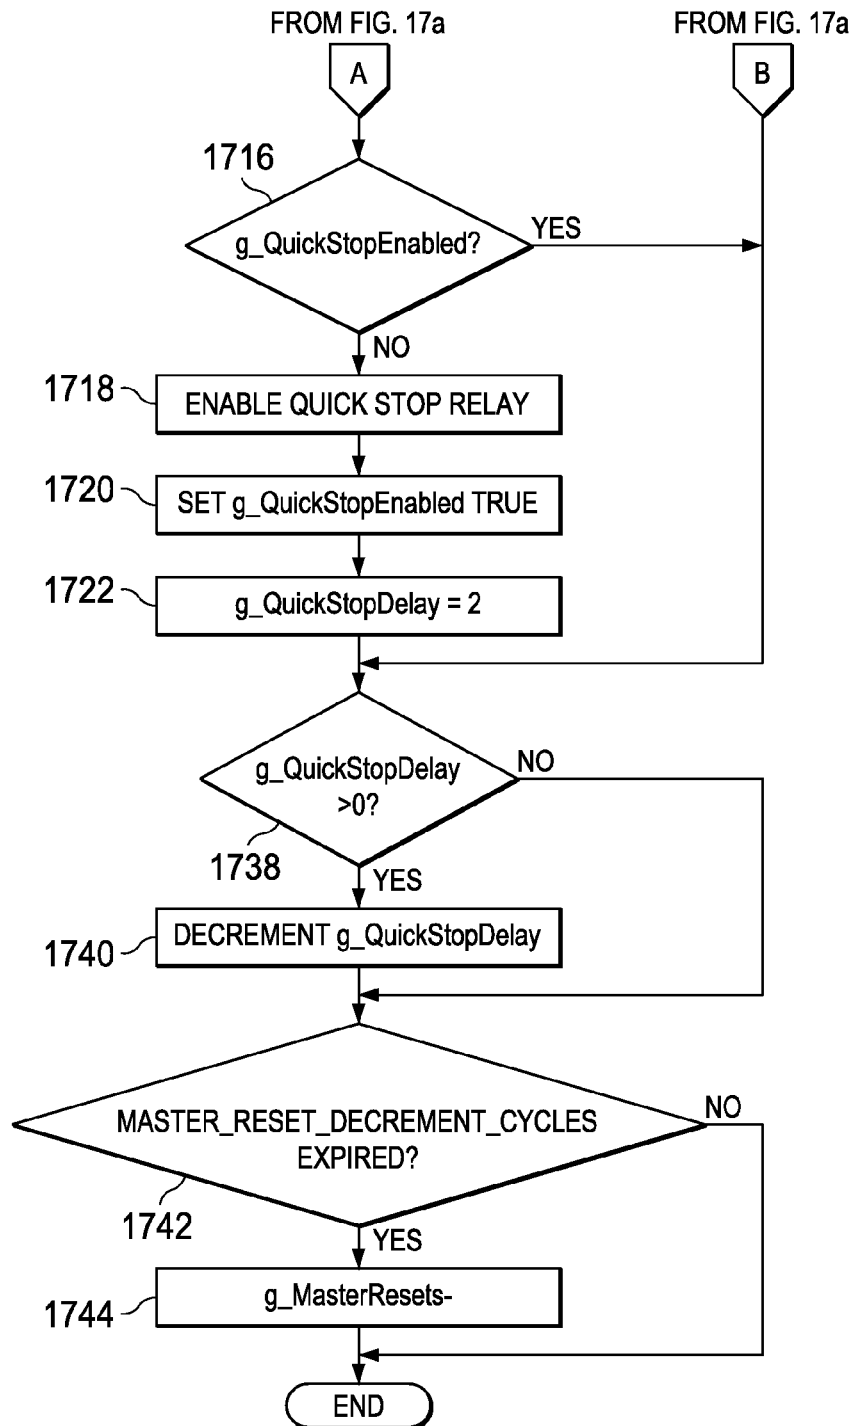 FROM FIG. 17a
FROM FIG. 17a
A
B
1716
g_QuickStopEnabled?
YES
NO
1718
ENABLE QUICK STOP RELAY
1720
SET g_QuickStopEnabled TRUE
1722
g_QuickStopDelay = 2
g_QuickStopDelay
>0?
NO
1738
YES
1740
DECREMENT g_QuickStopDelay
MASTER_RESET_DECREMENT_CYCLES
EXPIRED?
NO
1742
YES
1744
g_MasterResets-
END